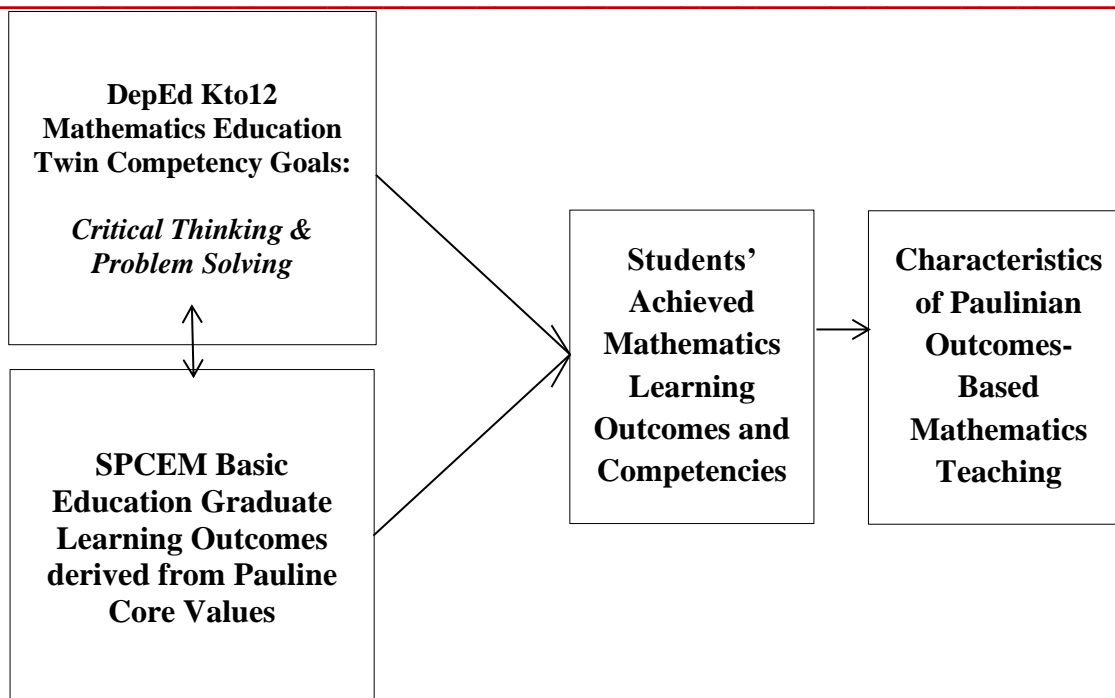 DepEd Kto12
Mathematics Education
Twin Competency Goals:
Critical Thinking &
Problem Solving
SPCEM Basic
Education Graduate
Learning Outcomes
derived from Pauline
Core Values
Students’
Achieved
Mathematics
Learning
Outcomes and
Competencies
Characteristics
of Paulinian
Outcomes-
Based
Mathematics
Teaching